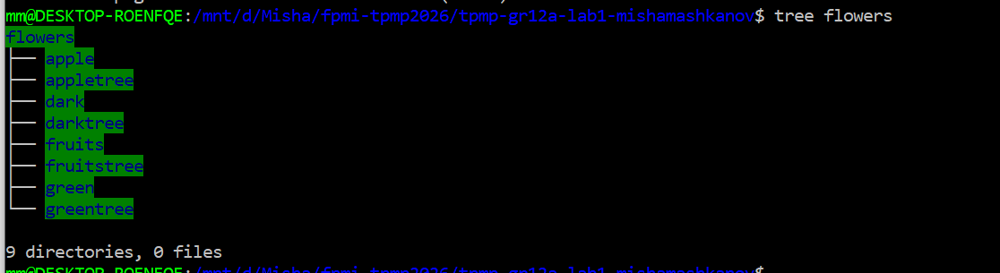 mm@DESKTOP-ROENFQE:/mnt/d/Misha/fpmi-tpmp2026/tpmp-gr12a-lab1-mishamashkanov$ tree flowers
flowers
├── apple
├── appletree
├── dark
├── darktree
├── fruits
├── fruitstree
├── green
└── greentree
9 directories, 0 files
mm@DESKTOP-ROENFQE:/mnt/d/Misha/fpmi-tpmp2026/tpmp-gr12a-lab1-mishamashkanov$